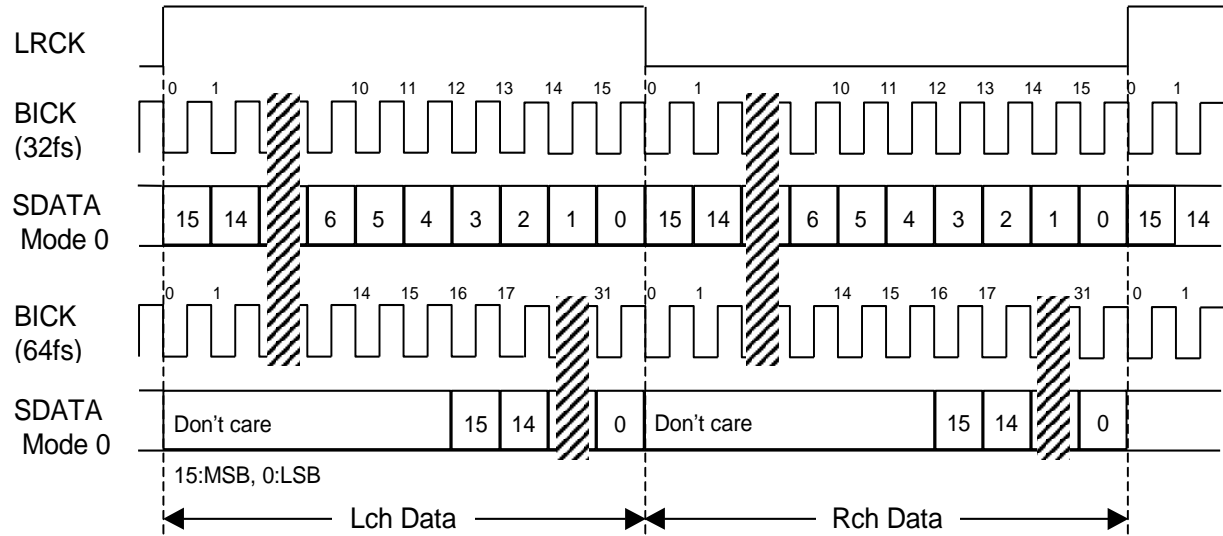 LRCK
0 1 10 11 12 13 14 15 0 1 10 11 12 13 14 15 0 1
BICK
(32fs)
SDATA
Mode 0
15 14 6 5 4 3 2 1 0 15 14 6 5 4 3 2 1 0 15 14
0 1 14 15 16 17 31 0 1 14 15 16 17 31 0 1
BICK
(64fs)
SDATA
Mode 0
Don't care 15 14 0 Don't care 15 14 0
15:MSB, 0:LSB
Lch Data Rch Data